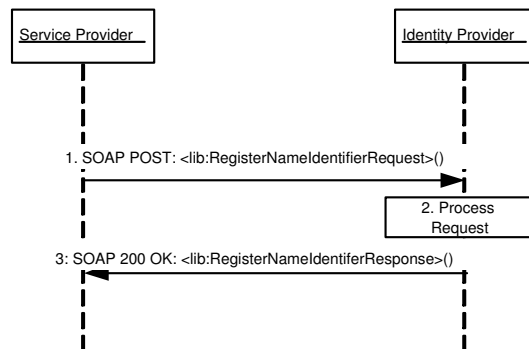 Service Provider
Identity Provider
1. SOAP POST: <lib:RegisterNameIdentifierRequest>()
2. Process
Request
3: SOAP 200 OK: <lib:RegisterNameIdentiferResponse>()